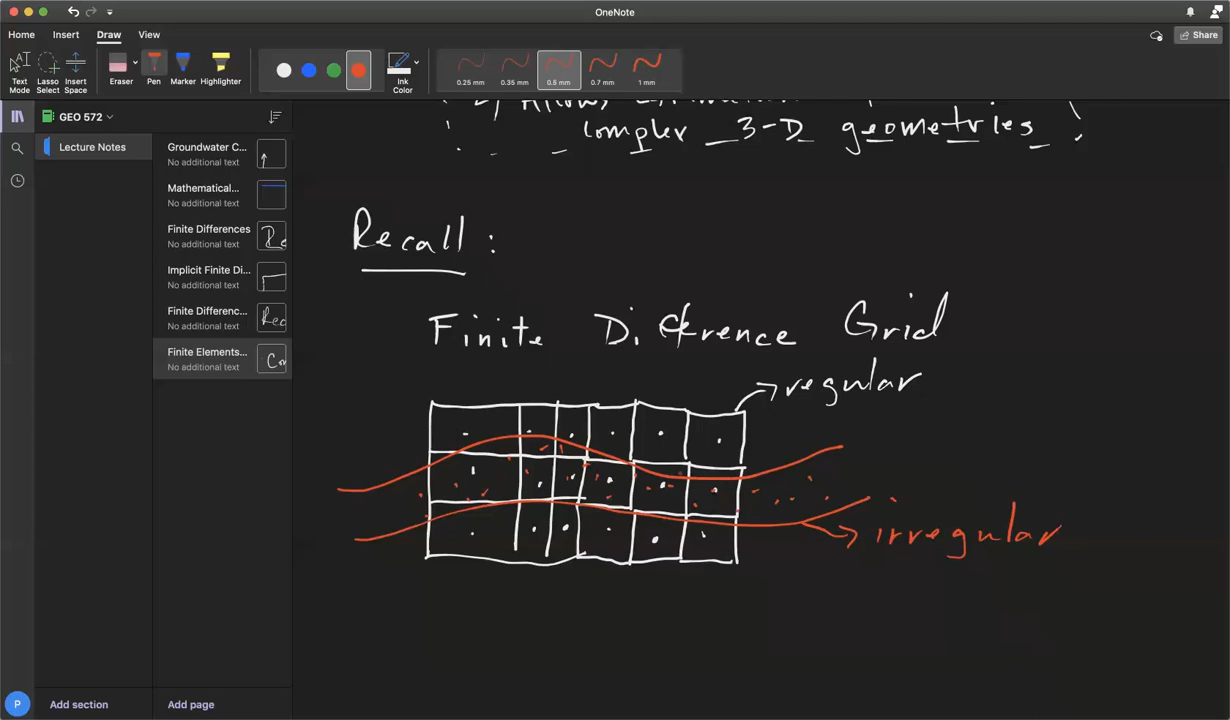 OneNote
Home Insert Draw View
Share
Text Mode
Lasso Select
Insert Space
Eraser
Pen
Marker
Highlighter
Ink Color
0.25 mm 0.35 mm 0.5 mm 0.7 mm 1 mm
GEO 572
Lecture Notes
Groundwater C...
No additional text
Mathematical...
No additional text
Finite Differences
No additional text
Implicit Finite Di...
No additional text
Finite Differenc...
No additional text
Finite Elements...
No additional text
Allows
complex 3-D geometries
Recall:
Finite Difference Grid
regular
irregular
P
Add section
Add page